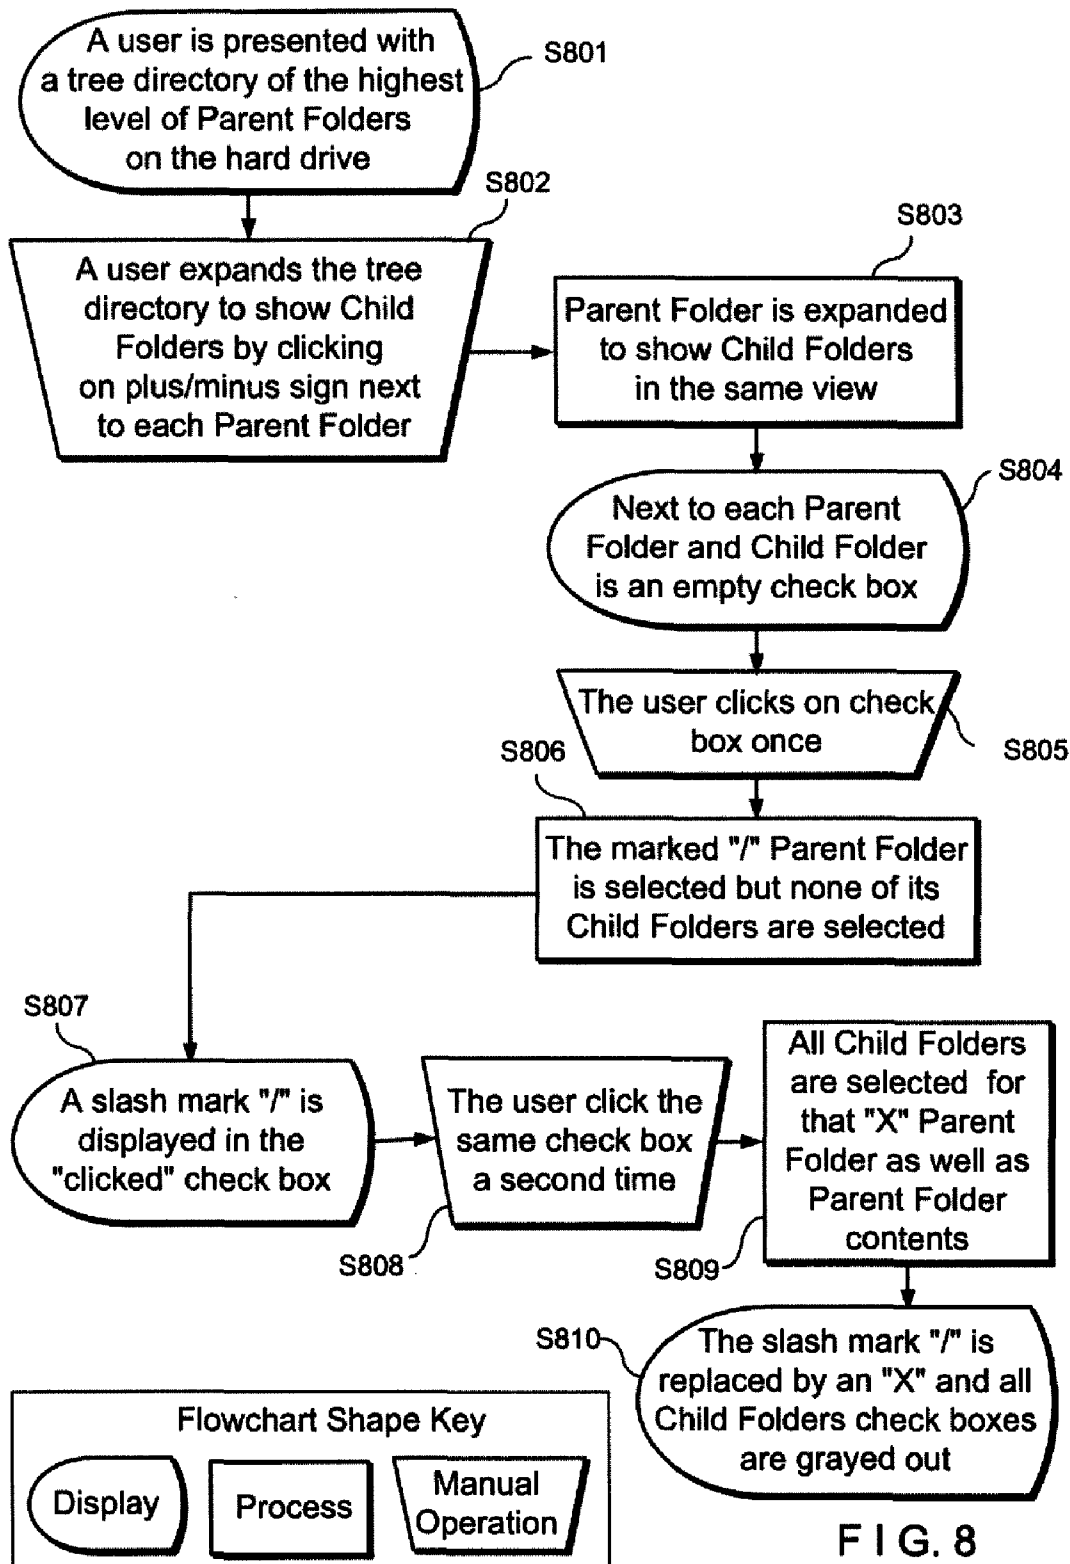 A user is presented with
a tree directory of the highest
level of Parent Folders
on the hard drive
S801
S802
A user expands the tree
directory to show Child
Folders by clicking
on plus/minus sign next
to each Parent Folder
S803
Parent Folder is expanded
to show Child Folders
in the same view
S804
Next to each Parent
Folder and Child Folder
is an empty check box
The user clicks on check
box once
S805
S806
The marked "/" Parent Folder
is selected but none of its
Child Folders are selected
S807
A slash mark "/" is
displayed in the
"clicked" check box
The user click the
same check box
a second time
S808
All Child Folders
are selected for
that "X" Parent
Folder as well as
Parent Folder
contents
S809
S810
The slash mark "/" is
replaced by an "X" and all
Child Folders check boxes
are grayed out
Flowchart Shape Key
Display
Process
Manual
Operation
FIG. 8